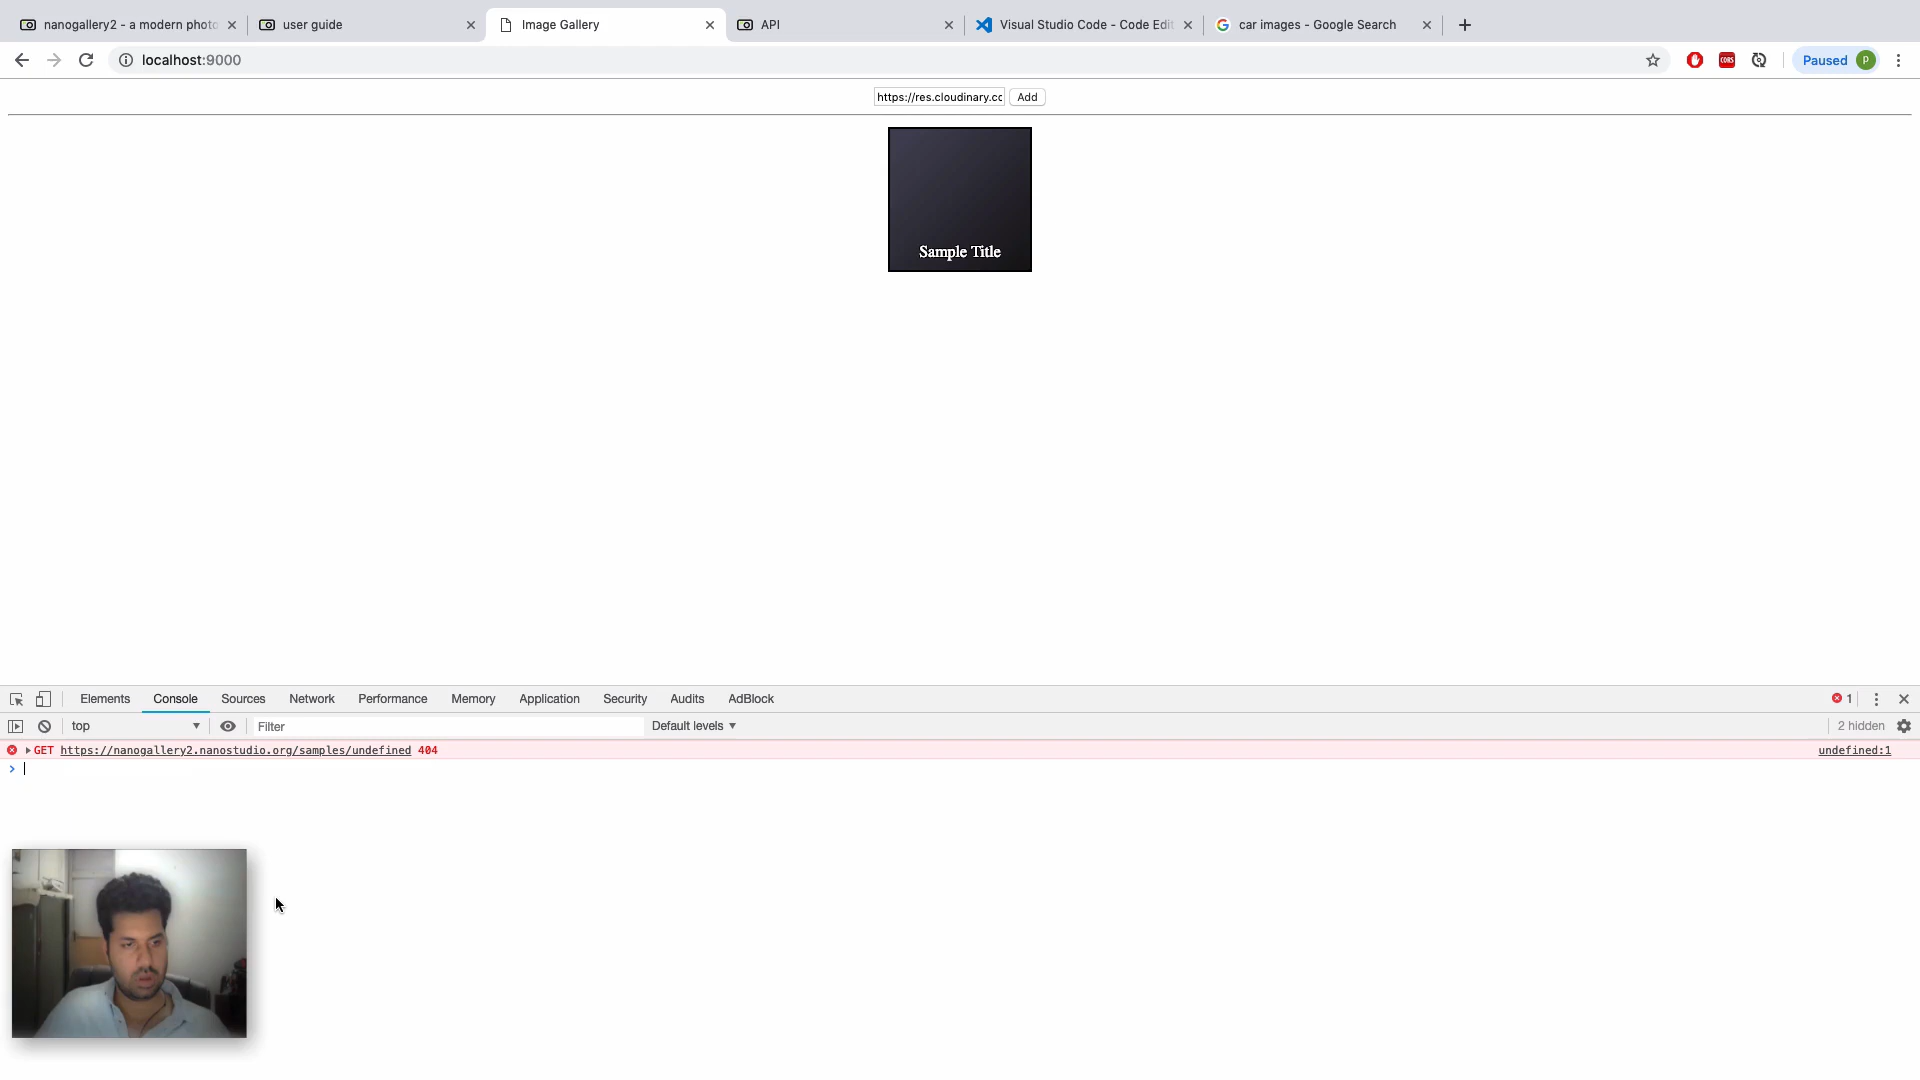 nanogallery2 - a modern photo
user guide
Image Gallery
API
Visual Studio Code - Code Edit
car images - Google Search
localhost:9000
CORS
Paused
P
https://res.cloudinary.cc
Add
Sample Title
Elements
Console
Sources
Network
Performance
Memory
Application
Security
Audits
AdBlock
1
top
Filter
Default levels
2 hidden
GET https://nanogallery2.nanostudio.org/samples/undefined 404
undefined:1